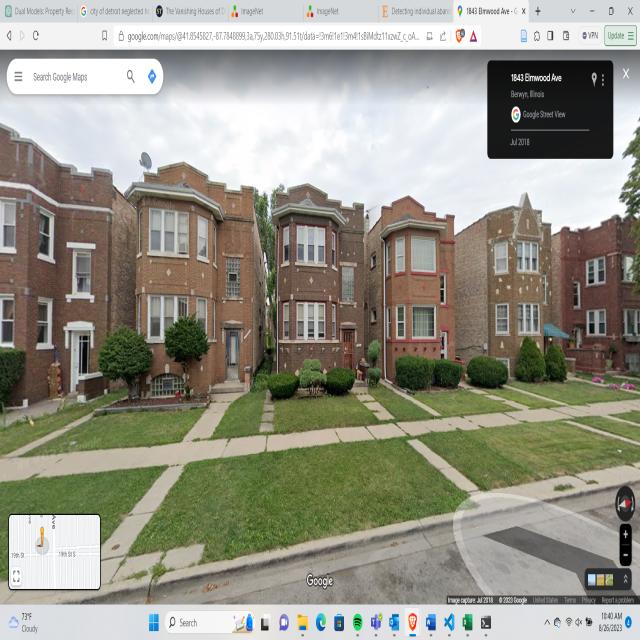 Dual Models: Property Re
city of detroit neglected h
The Vanishing Houses of D
ImageNet
ImageNet
Detecting individual aban
1843 Elmwood Ave - G
google.com/maps/@41.8545827,-87.7848899,3a,75y,280.03h,91.51t/data=
VPN
Update
Search Google Maps
1843 Elmwood Ave
Berwyn, Illinois
Google Street View
Jul 2018
19th St
19th St S
Ave
Google
Image capture: Jul 2018 © 2023 Google United States Terms Privacy Report a problem
73°F
Cloudy
Search
10:40 AM
8/26/2023